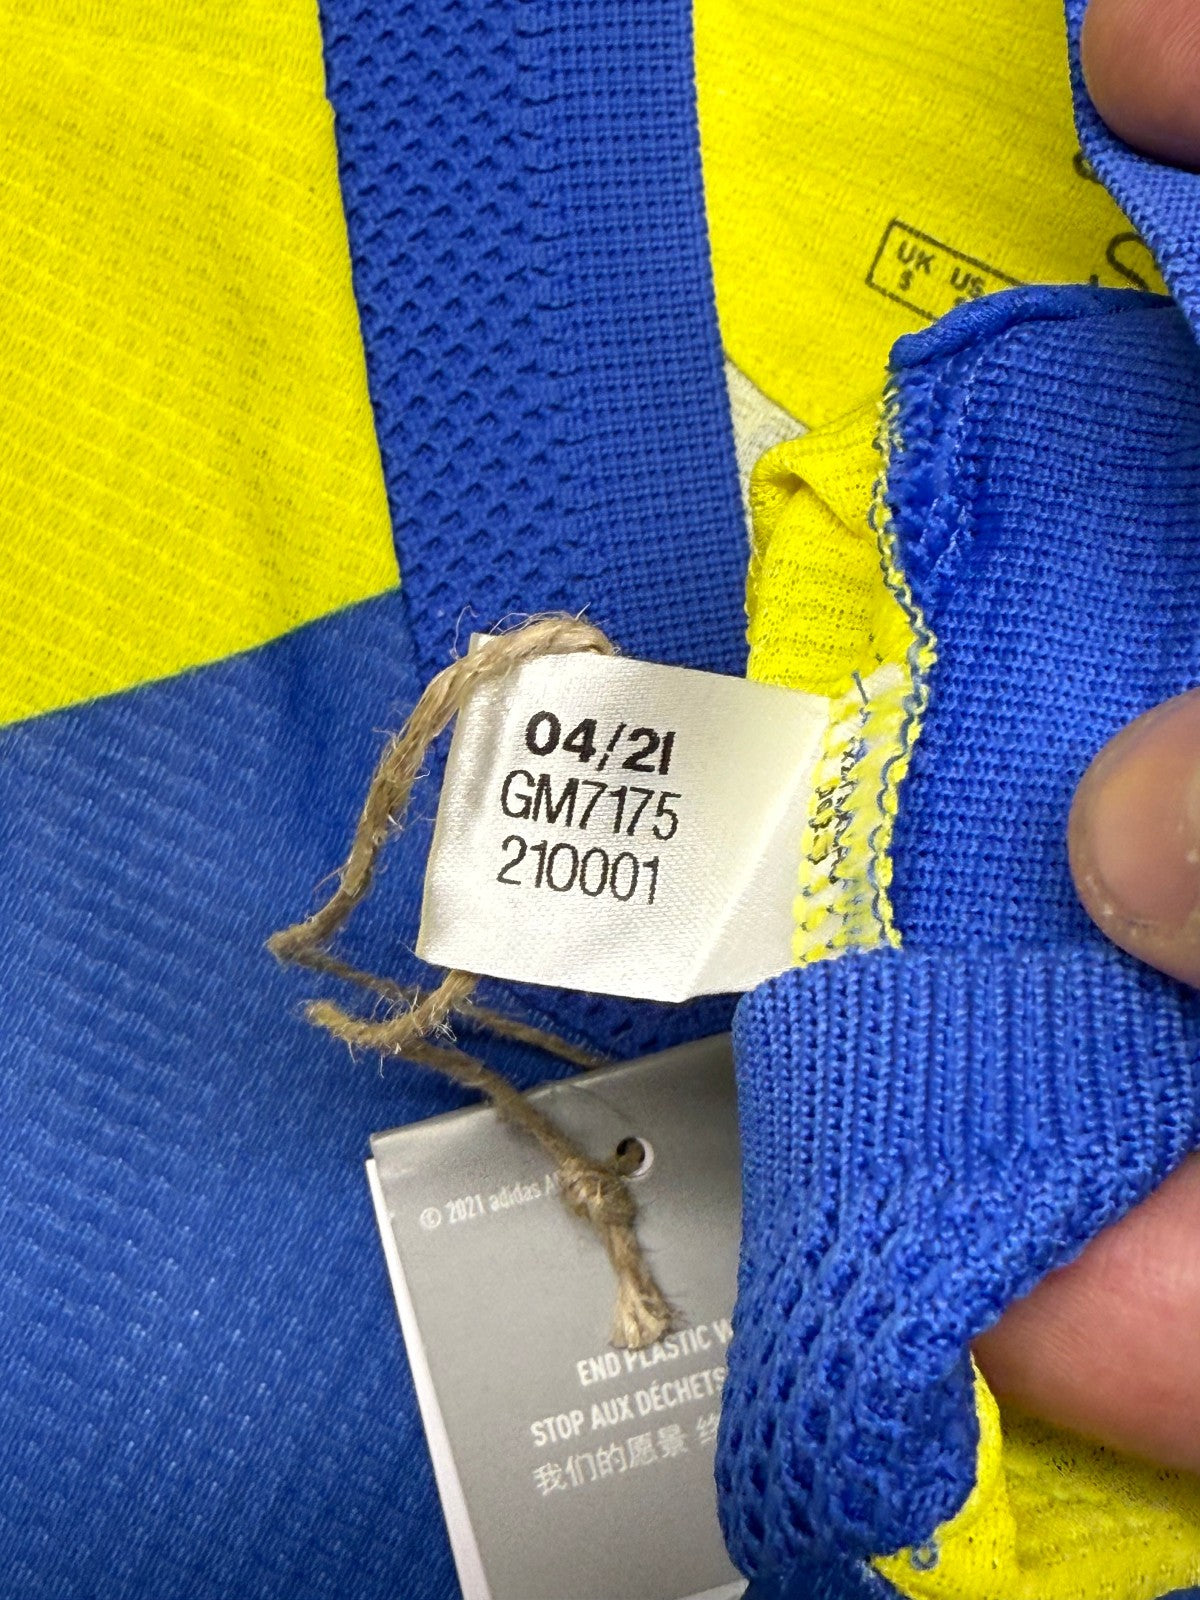 UK US
S
04/21
GM7175
210001
© 2021 adidas
END PLASTIC
STOP AUX DÉCHETS
我们的愿景